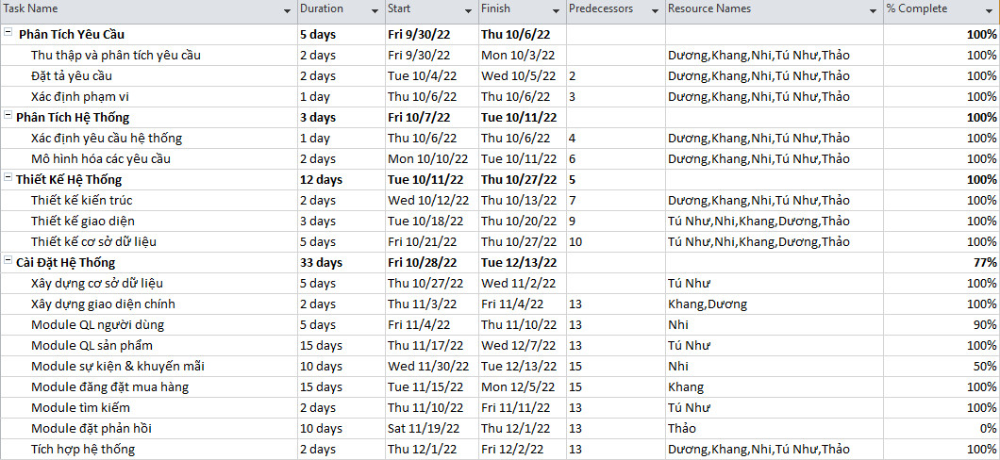 Task Name Duration Start Finish Predecessors Resource Names % Complete
Phân Tích Yêu Cầu 5 days Fri 9/30/22 Thu 10/6/22 100%
Thu thập và phân tích yêu cầu 2 days Fri 9/30/22 Mon 10/3/22 Dương,Khang,Nhi,Tú Như,Thảo 100%
Đặt tả yêu cầu 2 days Tue 10/4/22 Wed 10/5/22 2 Dương,Khang,Nhi,Tú Như,Thảo 100%
Xác định phạm vi 1 day Thu 10/6/22 Thu 10/6/22 3 Dương,Khang,Nhi,Tú Như,Thảo 100%
Phân Tích Hệ Thống 3 days Fri 10/7/22 Tue 10/11/22 100%
Xác định yêu cầu hệ thống 1 day Thu 10/6/22 Thu 10/6/22 4 Dương,Khang,Nhi,Tú Như,Thảo 100%
Mô hình hóa các yêu cầu 2 days Mon 10/10/22 Tue 10/11/22 6 Dương,Khang,Nhi,Tú Như,Thảo 100%
Thiết Kế Hệ Thống 12 days Tue 10/11/22 Thu 10/27/22 5 100%
Thiết kế kiến trúc 2 days Wed 10/12/22 Thu 10/13/22 7 Dương,Khang,Nhi,Tú Như,Thảo 100%
Thiết kế giao diện 3 days Tue 10/18/22 Thu 10/20/22 9 Tú Như,Nhi,Khang,Dương,Thảo 100%
Thiết kế cơ sở dữ liệu 5 days Fri 10/21/22 Thu 10/27/22 10 Tú Như,Nhi,Khang,Dương,Thảo 100%
Cài Đặt Hệ Thống 33 days Fri 10/28/22 Tue 12/13/22 77%
Xây dựng cơ sở dữ liệu 5 days Thu 10/27/22 Wed 11/2/22 Tú Như 100%
Xây dựng giao diện chính 2 days Thu 11/3/22 Fri 11/4/22 13 Khang,Dương 100%
Module QL người dùng 5 days Fri 11/4/22 Thu 11/10/22 13 Nhi 90%
Module QL sản phẩm 15 days Thu 11/17/22 Wed 12/7/22 13 Tú Như 100%
Module sự kiện & khuyến mãi 10 days Wed 11/30/22 Tue 12/13/22 15 Nhi 50%
Module đăng đặt mua hàng 15 days Tue 11/15/22 Mon 12/5/22 15 Khang 100%
Module tìm kiếm 2 days Thu 11/10/22 Fri 11/11/22 13 Tú Như 100%
Module đặt phản hồi 10 days Sat 11/19/22 Thu 12/1/22 13 Thảo 0%
Tích hợp hệ thống 2 days Thu 12/1/22 Fri 12/2/22 13 Dương,Khang,Nhi,Tú Như,Thảo 100%